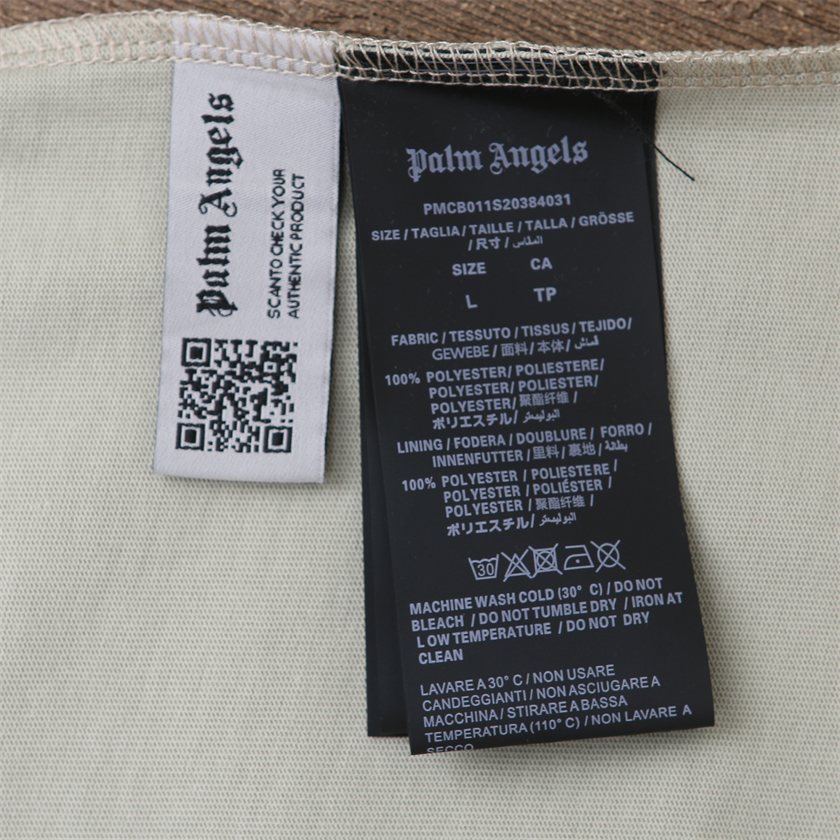 Palm Angels
SCANTO CHECK YOUR
AUTHENTIC PRODUCT
Palm Angels
PMCB011S20384031
SIZE / TAGLIA / TAILLE / TALLA / GRÖSSE
/ 尺寸 / المقاس
SIZE CA
L TP
FABRIC / TESSUTO / TISSUS / TEJIDO/
GEWEBE / 面料 / 本体 / قماش
100% POLYESTER/ POLIESTERE/
POLYESTER/ POLIESTER/
POLYESTER/ 聚酯纤维 /
ポリエステル/ البوليستر
LINING / FODERA / DOUBLURE / FORRO /
INNENFUTTER / 里料 / 裏地 / بطانة
100% POLYESTER / POLIESTERE /
POLYESTER / POLIÉSTER /
POLYESTER / 聚酯纤维 /
ポリエステル/ البوليستر
30
MACHINE WASH COLD (30° C) / DO NOT
BLEACH / DO NOT TUMBLE DRY / IRON AT
LOW TEMPERATURE / DO NOT DRY
CLEAN
LAVARE A 30° C / NON USARE
CANDEGGIANTI / NON ASCIUGARE A
MACCHINA / STIRARE A BASSA
TEMPERATURA (110° C) / NON LAVARE A
SECCO